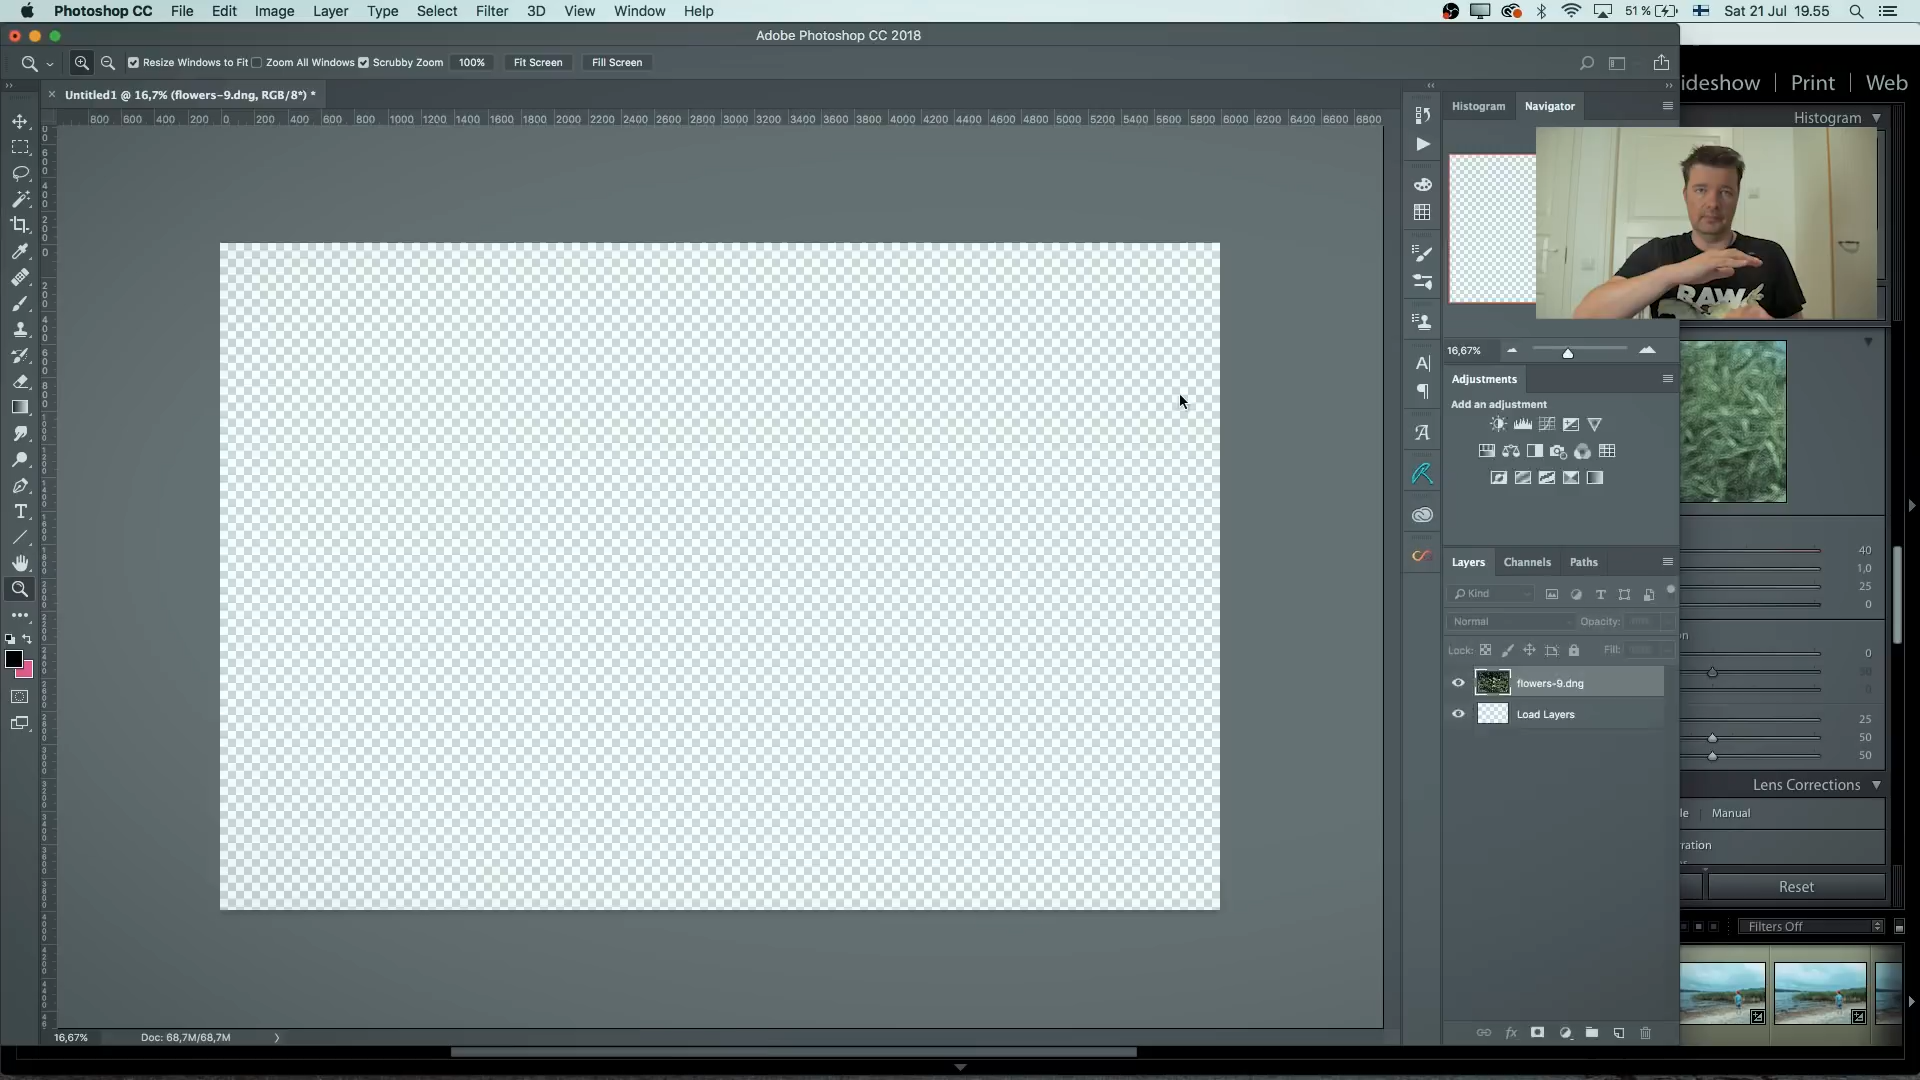 Photoshop CC File Edit Image Layer Type Select Filter 3D View Window Help
51 % Sat 21 Jul 19.55
Adobe Photoshop CC 2018
Resize Windows to Fit Zoom All Windows Scrubby Zoom 100% Fit Screen Fill Screen
ideshow Print Web
Untitled1 @ 16,7% (flowers-9.dng, RGB/8*) *
Histogram Navigator
Histogram
800 600 400 200 0 200 400 600 800 1000 1200 1400 1600 1800 2000 2200 2400 2600 2800 3000 3200 3400 3600 3800 4000 4200 4400 4600 4800 5000 5200 5400 5600 5800 6000 6200 6400 6600 6800
RAW
16,67%
Adjustments
Add an adjustment
40
1,0
25
0
Layers Channels Paths
Kind
Normal Opacity:
Lock: Fill:
on
0
flowers-9.dng
Load Layers
25
50
50
Lens Corrections
le Manual
rration
Reset
Filters Off
16,67% Doc: 68,7M/68,7M